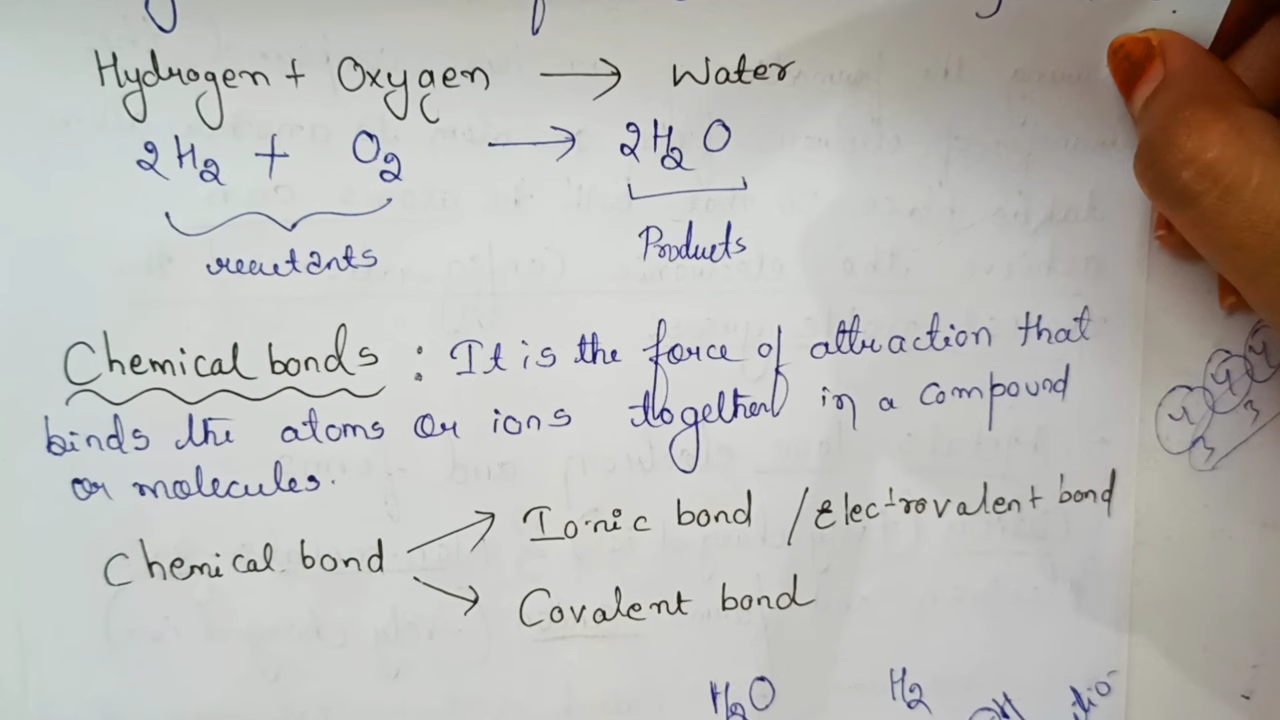 Hydrogen + Oxygen → Water
2H₂ + O₂ → 2H₂O
reactants Products
Chemical bonds : It is the force of attraction that
binds the atoms or ions together in a compound
or molecules.
Chemical bond
Ionic bond / Electrovalent bond
Covalent bond
H₂O H₂